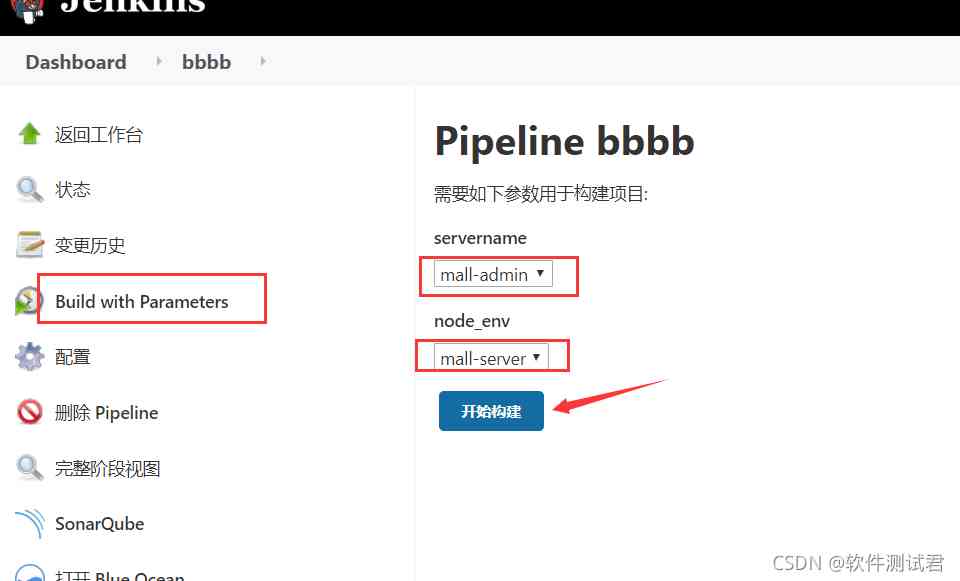 Jenkins
Dashboard
bbbb
返回工作台
状态
变更历史
Build with Parameters
配置
删除 Pipeline
完整阶段视图
SonarQube
打开 Blue Ocean
Pipeline bbbb
需要如下参数用于构建项目:
servername
mall-admin
node_env
mall-server
开始构建
CSDN @软件测试君